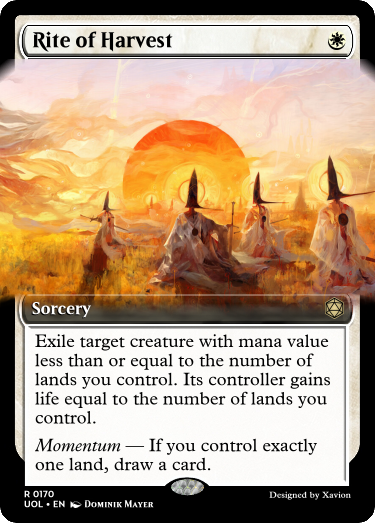 Rite of Harvest
Sorcery
Exile target creature with mana value
less than or equal to the number of
lands you control. Its controller gains
life equal to the number of lands you
control.
Momentum — If you control exactly
one land, draw a card.
R 0170
UOL • EN Dominik Mayer
Designed by Xavion